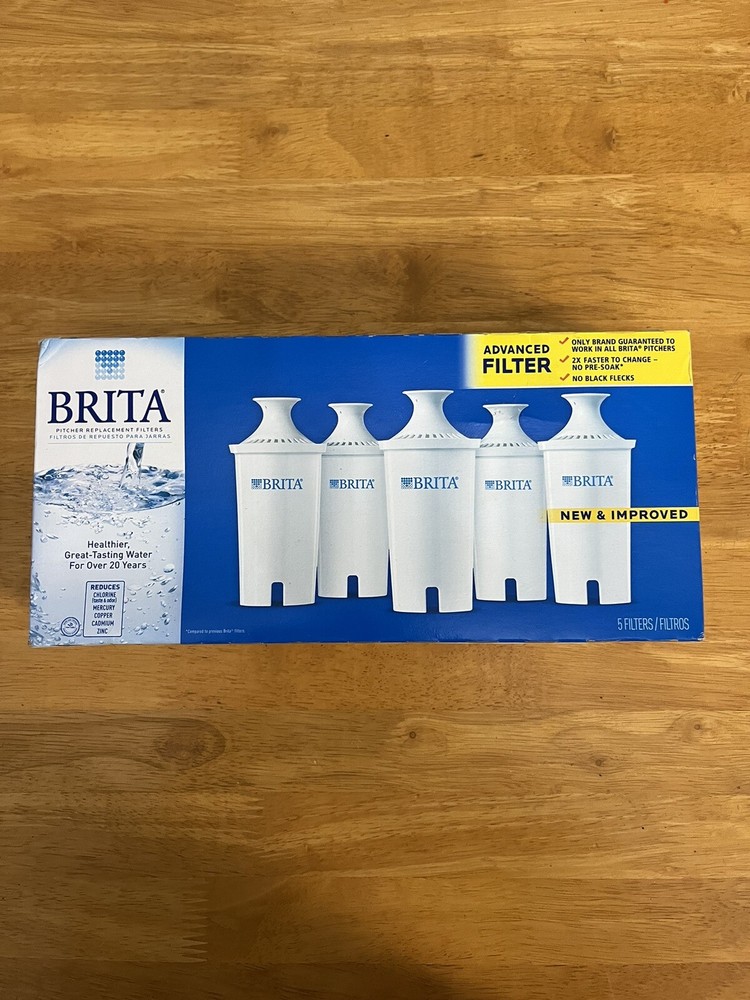 BRITA®
PITCHER REPLACEMENT FILTERS
FILTROS DE REPUESTO PARA JARRAS
Healthier,
Great-Tasting Water
For Over 20 Years
REDUCES
CHLORINE
(taste & odor)
MERCURY
COPPER
CADMIUM
ZINC
ADVANCED
FILTER
ONLY BRAND GUARANTEED TO
WORK IN ALL BRITA® PITCHERS
2X FASTER TO CHANGE –
NO PRE-SOAK*
NO BLACK FLECKS
BRITA®
BRITA®
BRITA®
BRITA®
BRITA®
NEW & IMPROVED
*Compared to previous Brita® filters
5 FILTERS / FILTROS